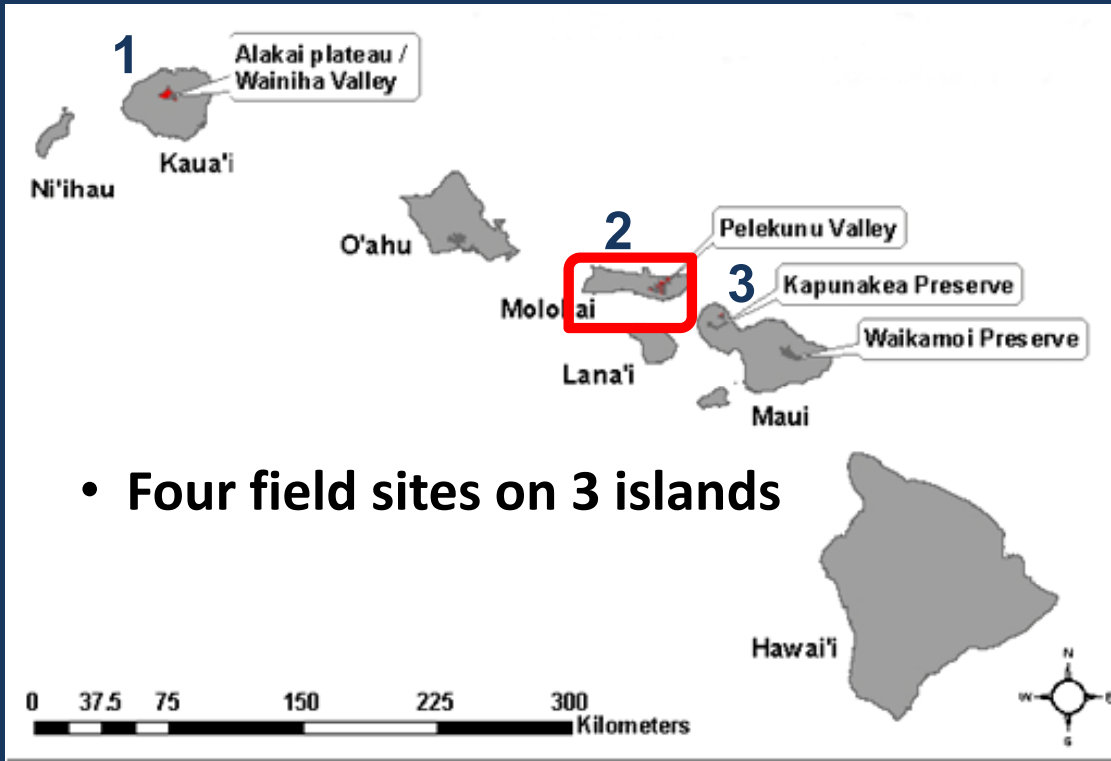 1
Alakai plateau /
Wainiha Valley
Kaua'i
Ni'ihau
O'ahu
2
Pelekunu Valley
3
Kapunakea Preserve
Molokai
Waikamoi Preserve
Lana'i
Maui
• Four field sites on 3 islands
Hawai'i
N
W
E
S
0 37.5 75 150 225 300
Kilometers